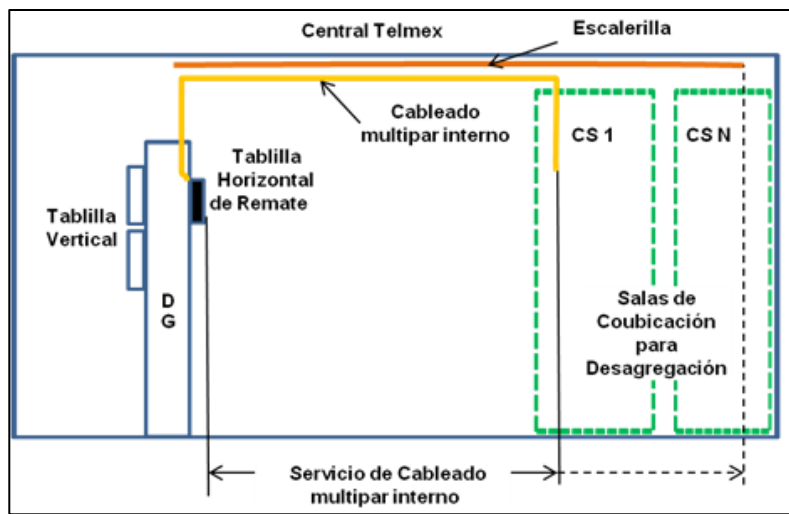 Central Telmex
Escalerilla
Cableado
multipar interno
CS 1
CS N
Tablilla
Horizontal
de Remate
Tablilla
Vertical
D
G
Salas de
Coubicación
para
Desagregación
Servicio de Cableado
multipar interno